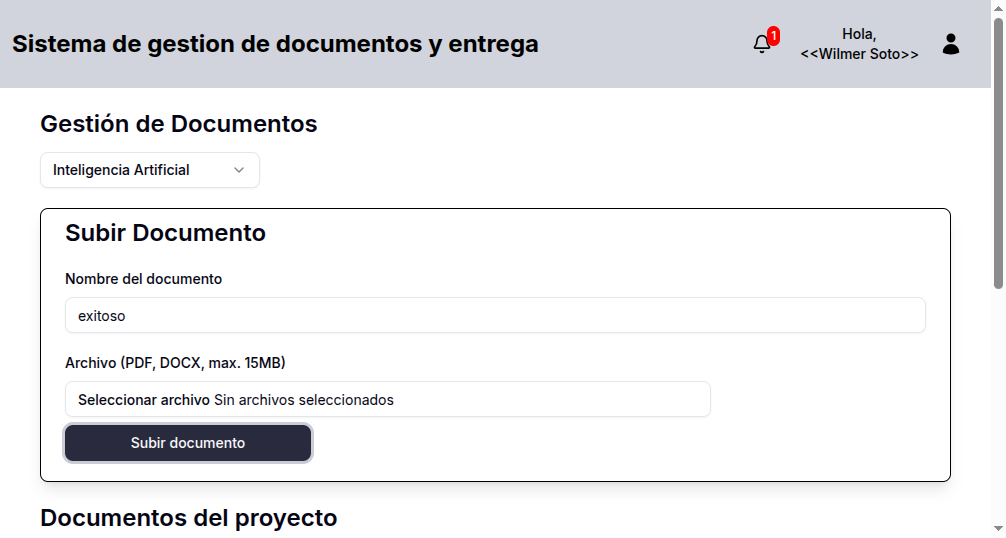 Sistema de gestion de documentos y entrega
1
Hola,
<<Wilmer Soto>>
Gestión de Documentos
Inteligencia Artificial
Subir Documento
Nombre del documento
exitoso
Archivo (PDF, DOCX, max. 15MB)
Seleccionar archivo Sin archivos seleccionados
Subir documento
Documentos del proyecto